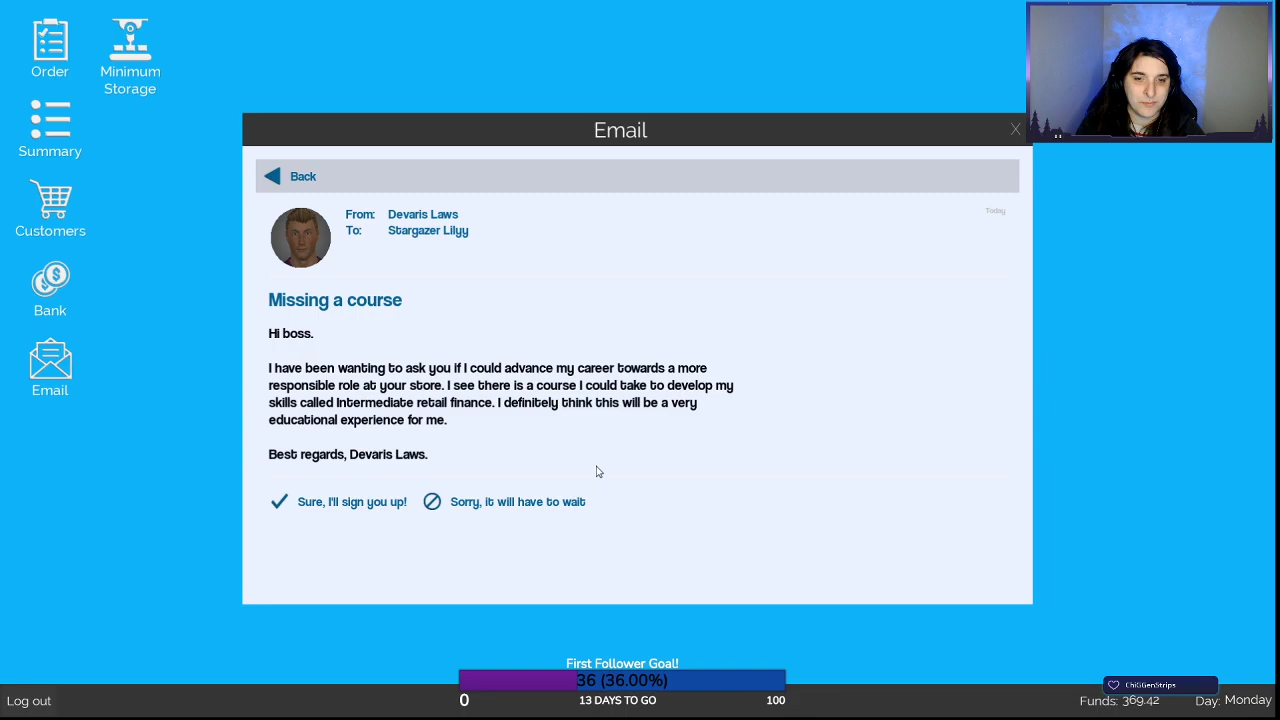 Order
Minimum
Storage
Summary
Customers
Bank
Email
Email
X
Back
From: Devaris Laws
To: Stargazer Lilyy
Today
Missing a course
Hi boss.
I have been wanting to ask you if I could advance my career towards a more
responsible role at your store. I see there is a course I could take to develop my
skills called Intermediate retail finance. I definitely think this will be a very
educational experience for me.
Best regards, Devaris Laws.
Sure, I'll sign you up!
Sorry, it will have to wait
First Follower Goal!
36 (36.00%)
0
13 DAYS TO GO
100
ChiGGenStrips
Log out
Funds: 369.42
Day: Monday